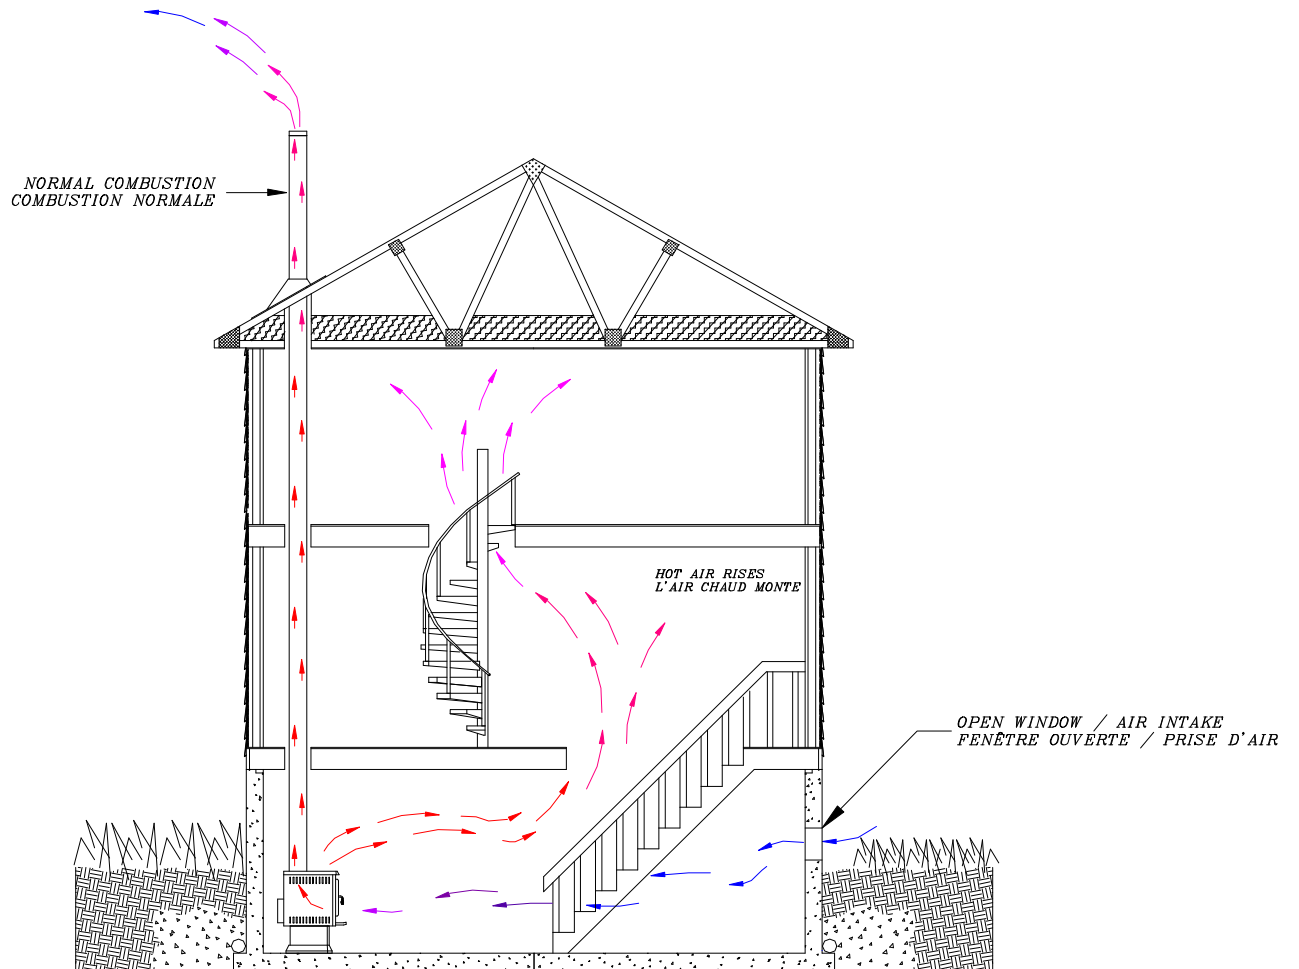 NORMAL COMBUSTION
COMBUSTION NORMALE
HOT AIR RISES
L'AIR CHAUD MONTE
OPEN WINDOW / AIR INTAKE
FENÊTRE OUVERTE / PRISE D'AIR